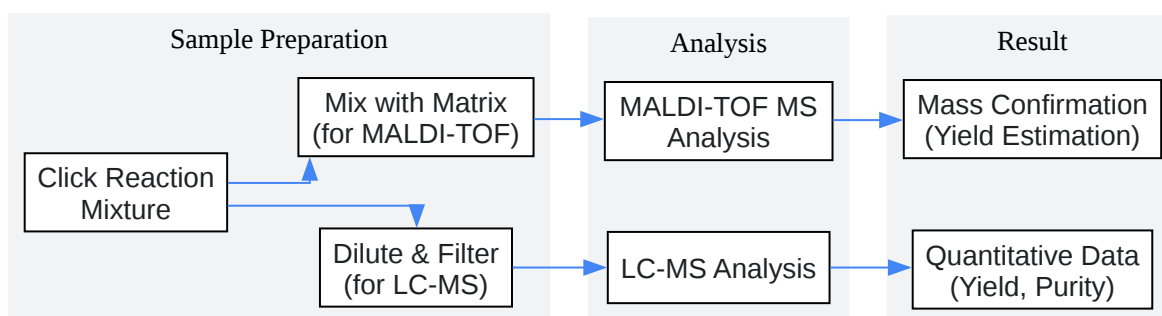 Sample Preparation
Analysis
Result
Mix with Matrix
(for MALDI-TOF)
MALDI-TOF MS
Analysis
Mass Confirmation
(Yield Estimation)
Click Reaction
Mixture
Dilute & Filter
(for LC-MS)
LC-MS Analysis
Quantitative Data
(Yield, Purity)